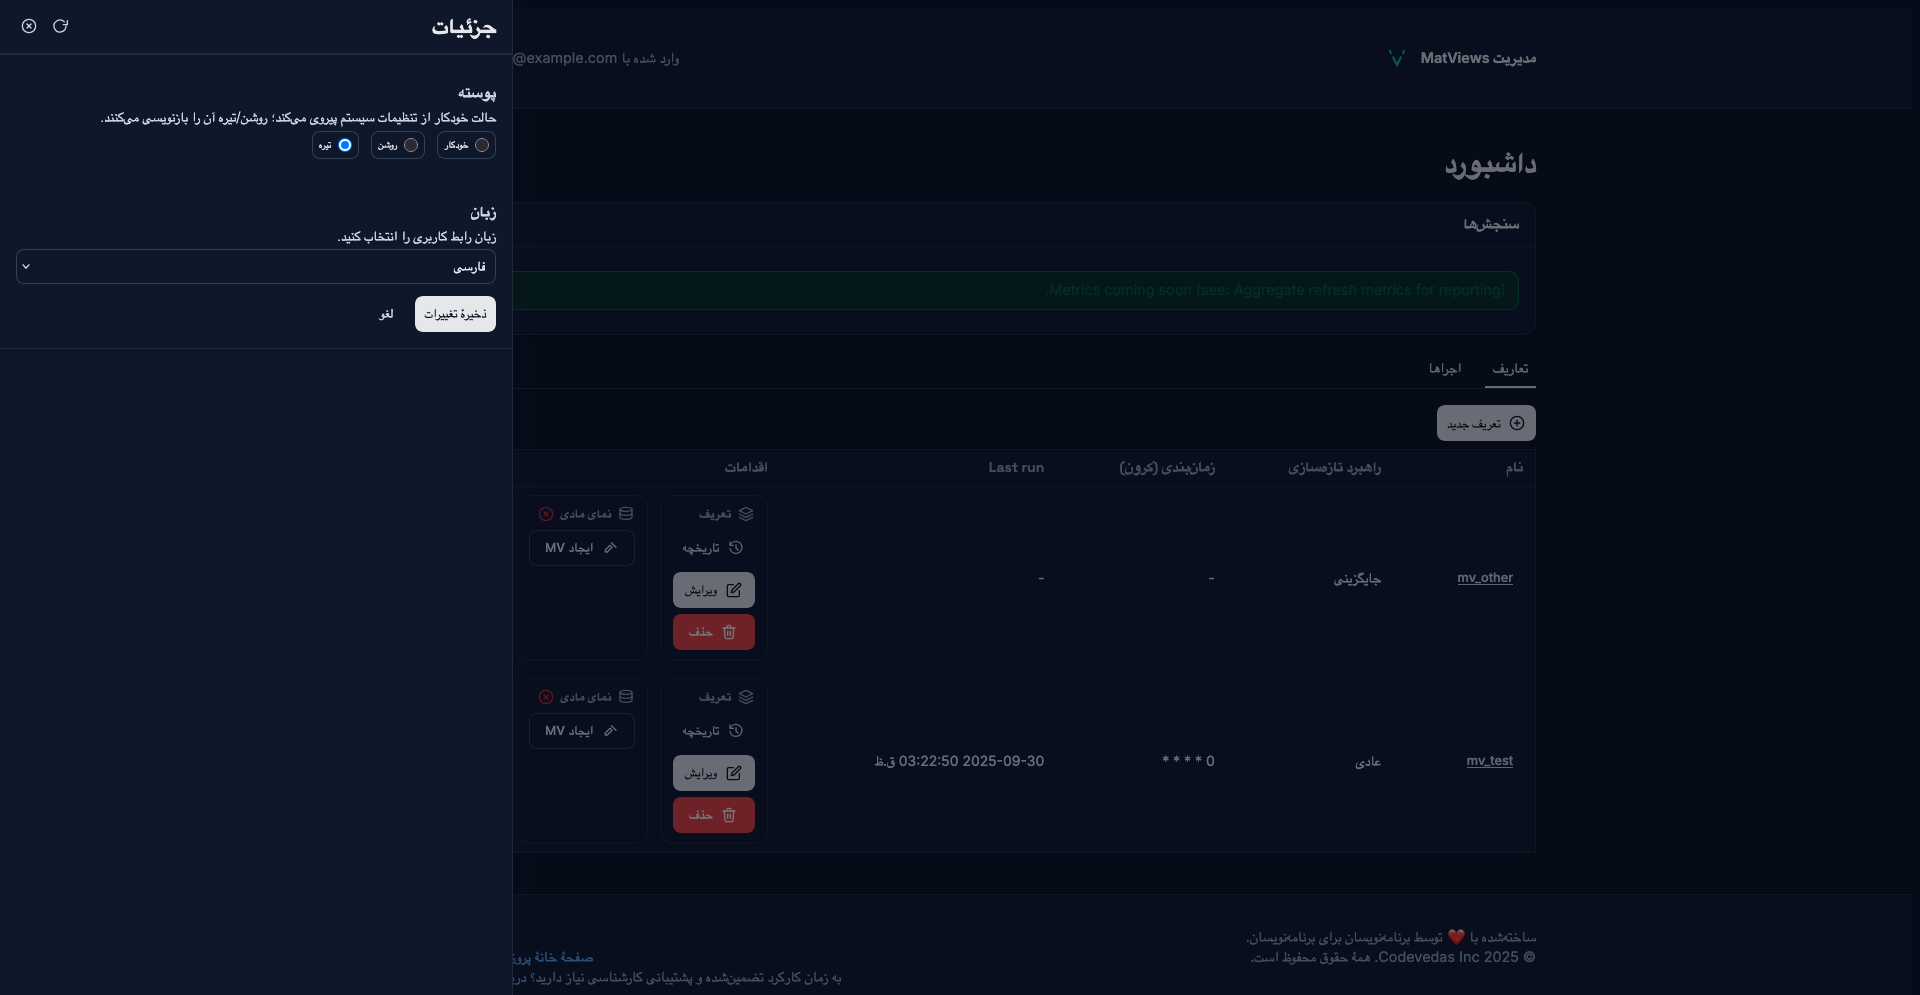 جزئیات
پوسته
حالت خودکار از تنظیمات سیستم پیروی می‌کند؛ روشن/تیره آن را بازنویسی می‌کنند.
خودکار
روشن
تیره
زبان
زبان رابط کاربری را انتخاب کنید.
فارسی
ذخیرهٔ تغییرات
لغو
مدیریت MatViews
وارد شده با @example.com
داشبورد
سنجش‌ها
Metrics coming soon (see: Aggregate refresh metrics for reporting).
تعاریف
اجراها
تعریف جدید
نام
راهبرد تازه‌سازی
زمان‌بندی (کرون)
Last run
اقدامات
mv_other
جایگزینی
-
-
تعریف
تاریخچه
ویرایش
حذف
نمای مادی
ایجاد MV
mv_test
عادی
0 * * * *
2025-09-30 03:22:50 ق.ظ
تعریف
تاریخچه
ویرایش
حذف
نمای مادی
ایجاد MV
ساخته‌شده با ❤️ توسط برنامه‌نویسان برای برنامه‌نویسان.
© 2025 Codevedas Inc. همهٔ حقوق محفوظ است.
صفحهٔ خانهٔ
به زمان کارکرد تضمین‌شده و پشتیبانی کارشناسی نیاز دارید؟